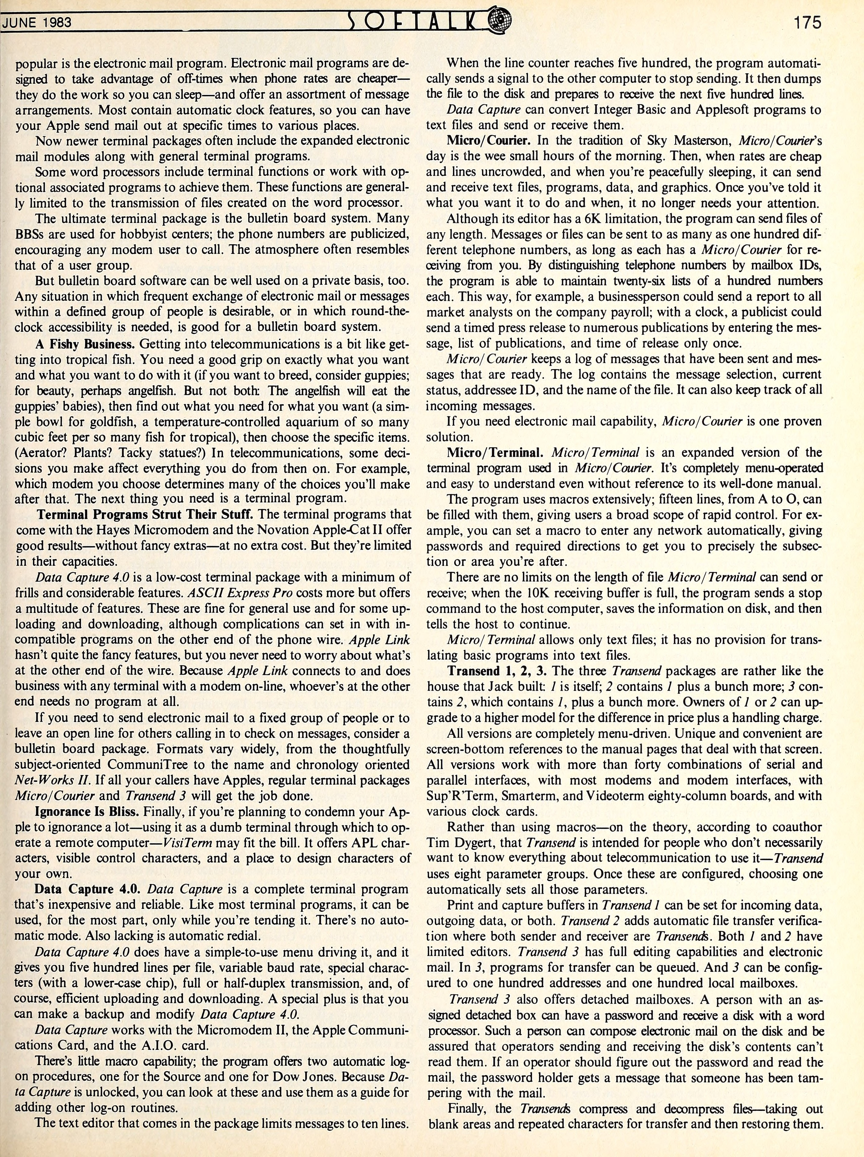 JUNE 1983
SOFTALK
175
popular is the electronic mail program. Electronic mail programs are de-
signed to take advantage of off-times when phone rates are cheaper—
they do the work so you can sleep—and offer an assortment of message
arrangements. Most contain automatic clock features, so you can have
your Apple send mail out at specific times to various places.
Now newer terminal packages often include the expanded electronic
mail modules along with general terminal programs.
Some word processors include terminal functions or work with op-
tional associated programs to achieve them. These functions are general-
ly limited to the transmission of files created on the word processor.
The ultimate terminal package is the bulletin board system. Many
BBSs are used for hobbyist centers; the phone numbers are publicized,
encouraging any modem user to call. The atmosphere often resembles
that of a user group.
But bulletin board software can be well used on a private basis, too.
Any situation in which frequent exchange of electronic mail or messages
within a defined group of people is desirable, or in which round-the-
clock accessibility is needed, is good for a bulletin board system.
A Fishy Business. Getting into telecommunications is a bit like get-
ting into tropical fish. You need a good grip on exactly what you want
and what you want to do with it (if you want to breed, consider guppies;
for beauty, perhaps angelfish. But not both: The angelfish will eat the
guppies' babies), then find out what you need for what you want (a sim-
ple bowl for goldfish, a temperature-controlled aquarium of so many
cubic feet per so many fish for tropical), then choose the specific items.
(Aerator? Plants? Tacky statues?) In telecommunications, some deci-
sions you make affect everything you do from then on. For example,
which modem you choose determines many of the choices you'll make
after that. The next thing you need is a terminal program.
Terminal Programs Strut Their Stuff. The terminal programs that
come with the Hayes Micromodem and the Novation Apple-Cat II offer
good results—without fancy extras—at no extra cost. But they're limited
in their capacities.
Data Capture 4.0 is a low-cost terminal package with a minimum of
frills and considerable features. ASCII Express Pro costs more but offers
a multitude of features. These are fine for general use and for some up-
loading and downloading, although complications can set in with in-
compatible programs on the other end of the phone wire. Apple Link
hasn't quite the fancy features, but you never need to worry about what's
at the other end of the wire. Because Apple Link connects to and does
business with any terminal with a modem on-line, whoever's at the other
end needs no program at all.
If you need to send electronic mail to a fixed group of people or to
leave an open line for others calling in to check on messages, consider a
bulletin board package. Formats vary widely, from the thoughtfully
subject-oriented CommuniTree to the name and chronology oriented
Net-Works II. If all your callers have Apples, regular terminal packages
Micro/Courier and Transend 3 will get the job done.
Ignorance Is Bliss. Finally, if you're planning to condemn your Ap-
ple to ignorance a lot—using it as a dumb terminal through which to op-
erate a remote computer—VisiTerm may fit the bill. It offers APL char-
acters, visible control characters, and a place to design characters of
your own.
Data Capture 4.0. Data Capture is a complete terminal program
that's inexpensive and reliable. Like most terminal programs, it can be
used, for the most part, only while you're tending it. There's no auto-
matic mode. Also lacking is automatic redial.
Data Capture 4.0 does have a simple-to-use menu driving it, and it
gives you five hundred lines per file, variable baud rate, special charac-
ters (with a lower-case chip), full or half-duplex transmission, and, of
course, efficient uploading and downloading. A special plus is that you
can make a backup and modify Data Capture 4.0.
Data Capture works with the Micromodem II, the Apple Communi-
cations Card, and the A.I.O. card.
There's little macro capability; the program offers two automatic log-
on procedures, one for the Source and one for Dow Jones. Because Da-
ta Capture is unlocked, you can look at these and use them as a guide for
adding other log-on routines.
The text editor that comes in the package limits messages to ten lines.
When the line counter reaches five hundred, the program automati-
cally sends a signal to the other computer to stop sending. It then dumps
the file to the disk and prepares to receive the next five hundred lines.
Data Capture can convert Integer Basic and Applesoft programs to
text files and send or receive them.
Micro/Courier. In the tradition of Sky Masterson, Micro/Courier's
day is the wee small hours of the morning. Then, when rates are cheap
and lines uncrowded, and when you're peacefully sleeping, it can send
and receive text files, programs, data, and graphics. Once you've told it
what you want it to do and when, it no longer needs your attention.
Although its editor has a 6K limitation, the program can send files of
any length. Messages or files can be sent to as many as one hundred dif-
ferent telephone numbers, as long as each has a Micro/Courier for re-
ceiving from you. By distinguishing telephone numbers by mailbox IDs,
the program is able to maintain twenty-six lists of a hundred numbers
each. This way, for example, a businessperson could send a report to all
market analysts on the company payroll; with a clock, a publicist could
send a timed press release to numerous publications by entering the mes-
sage, list of publications, and time of release only once.
Micro/Courier keeps a log of messages that have been sent and mes-
sages that are ready. The log contains the message selection, current
status, addressee ID, and the name of the file. It can also keep track of all
incoming messages.
If you need electronic mail capability, Micro/Courier is one proven
solution.
Micro/Terminal. Micro/Terminal is an expanded version of the
terminal program used in Micro/Courier. It's completely menu-operated
and easy to understand even without reference to its well-done manual.
The program uses macros extensively; fifteen lines, from A to O, can
be filled with them, giving users a broad scope of rapid control. For ex-
ample, you can set a macro to enter any network automatically, giving
passwords and required directions to get you to precisely the subsec-
tion or area you're after.
There are no limits on the length of file Micro/Terminal can send or
receive; when the 10K receiving buffer is full, the program sends a stop
command to the host computer, saves the information on disk, and then
tells the host to continue.
Micro/Terminal allows only text files; it has no provision for trans-
lating basic programs into text files.
Transend 1, 2, 3. The three Transend packages are rather like the
house that Jack built: 1 is itself; 2 contains 1 plus a bunch more; 3 con-
tains 2, which contains 1, plus a bunch more. Owners of 1 or 2 can up-
grade to a higher model for the difference in price plus a handling charge.
All versions are completely menu-driven. Unique and convenient are
screen-bottom references to the manual pages that deal with that screen.
All versions work with more than forty combinations of serial and
parallel interfaces, with most modems and modem interfaces, with
Sup'R'Term, Smarterm, and Videoterm eighty-column boards, and with
various clock cards.
Rather than using macros—on the theory, according to coauthor
Tim Dygert, that Transend is intended for people who don't necessarily
want to know everything about telecommunication to use it—Transend
uses eight parameter groups. Once these are configured, choosing one
automatically sets all those parameters.
Print and capture buffers in Transend 1 can be set for incoming data,
outgoing data, or both. Transend 2 adds automatic file transfer verifica-
tion where both sender and receiver are Transends. Both 1 and 2 have
limited editors. Transend 3 has full editing capabilities and electronic
mail. In 3, programs for transfer can be queued. And 3 can be config-
ured to one hundred addresses and one hundred local mailboxes.
Transend 3 also offers detached mailboxes. A person with an as-
signed detached box can have a password and receive a disk with a word
processor. Such a person can compose electronic mail on the disk and be
assured that operators sending and receiving the disk's contents can't
read them. If an operator should figure out the password and read the
mail, the password holder gets a message that someone has been tam-
pering with the mail.
Finally, the Transends compress and decompress files—taking out
blank areas and repeated characters for transfer and then restoring them.